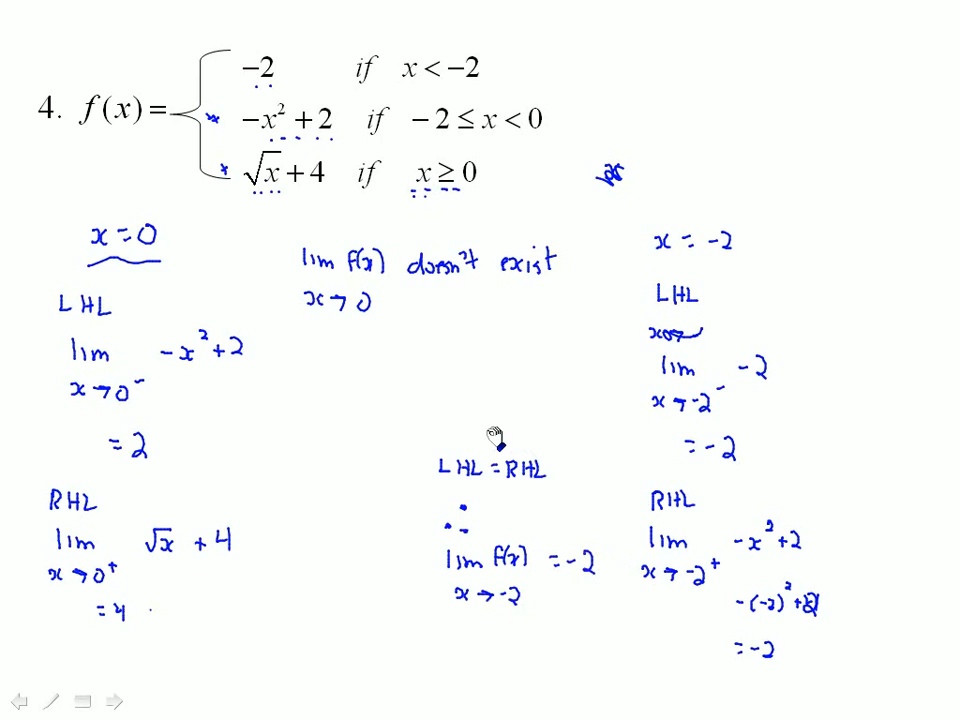 -2 if x < -2
4. f(x) = -x² + 2 if -2 ≤ x < 0
√x + 4 if x ≥ 0
x = 0
LHL
lim -x² + 2
x → 0⁻
= 2
RHL
lim √x + 4
x → 0⁺
= 4
lim f(x) doesn't exist
x → 0
LHL = RHL
∴
lim f(x) = -2
x → -2
x = -2
LHL
lim -2
x → -2⁻
= -2
RHL
lim -x² + 2
x → -2⁺
-(-2)² + 2
= -2